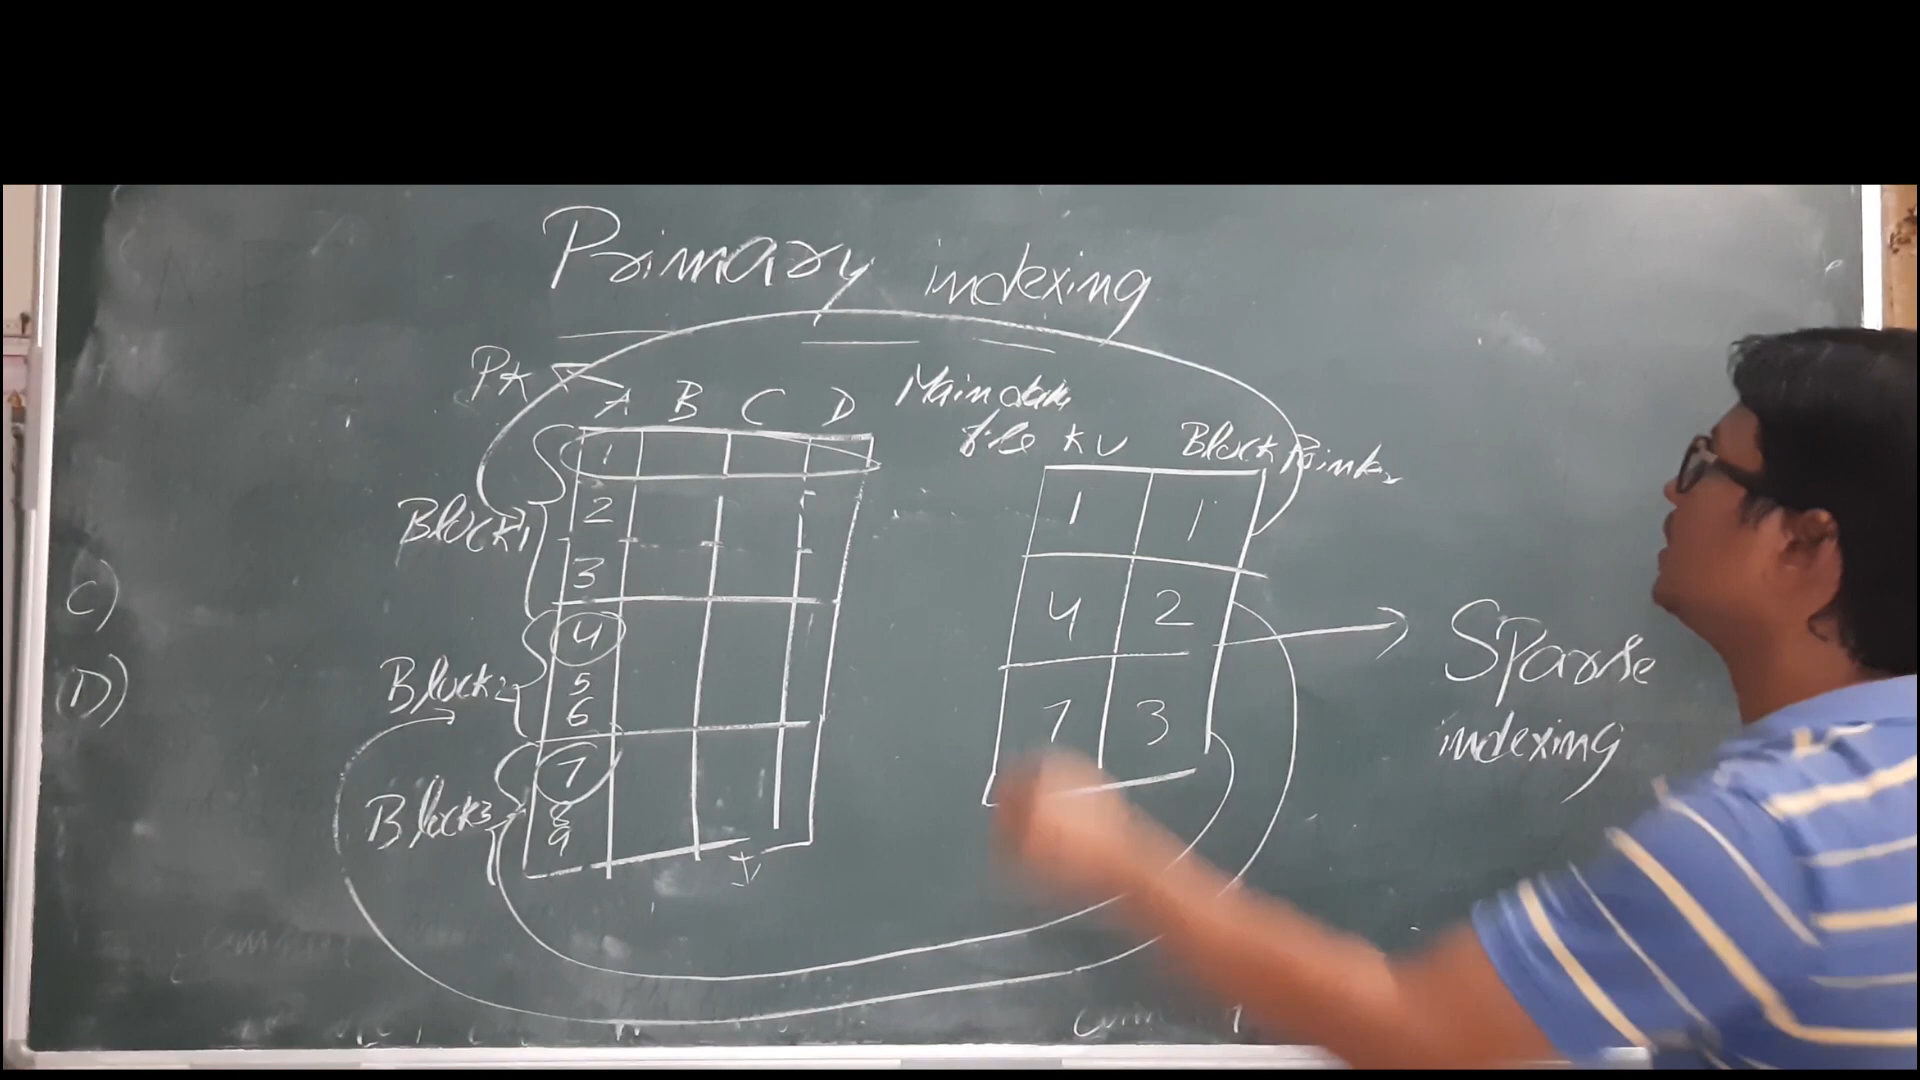 Primary indexing
PK
A B C D
Main data
file
KV Block Pointer
1
2
3
4
5
6
7
8
9
Block1
Block2
Block3
1 1
4 2
7 3
Sparse
indexing
C)
D)